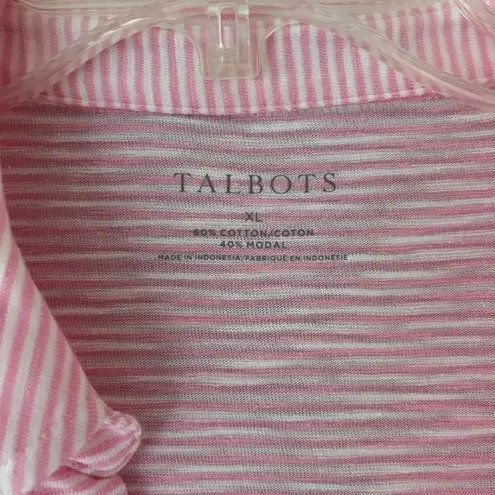 TALBOTS
XL
60% COTTON/COTON
40% MODAL
MADE IN INDONESIA/FABRIQUÉ EN INDONÉSIE